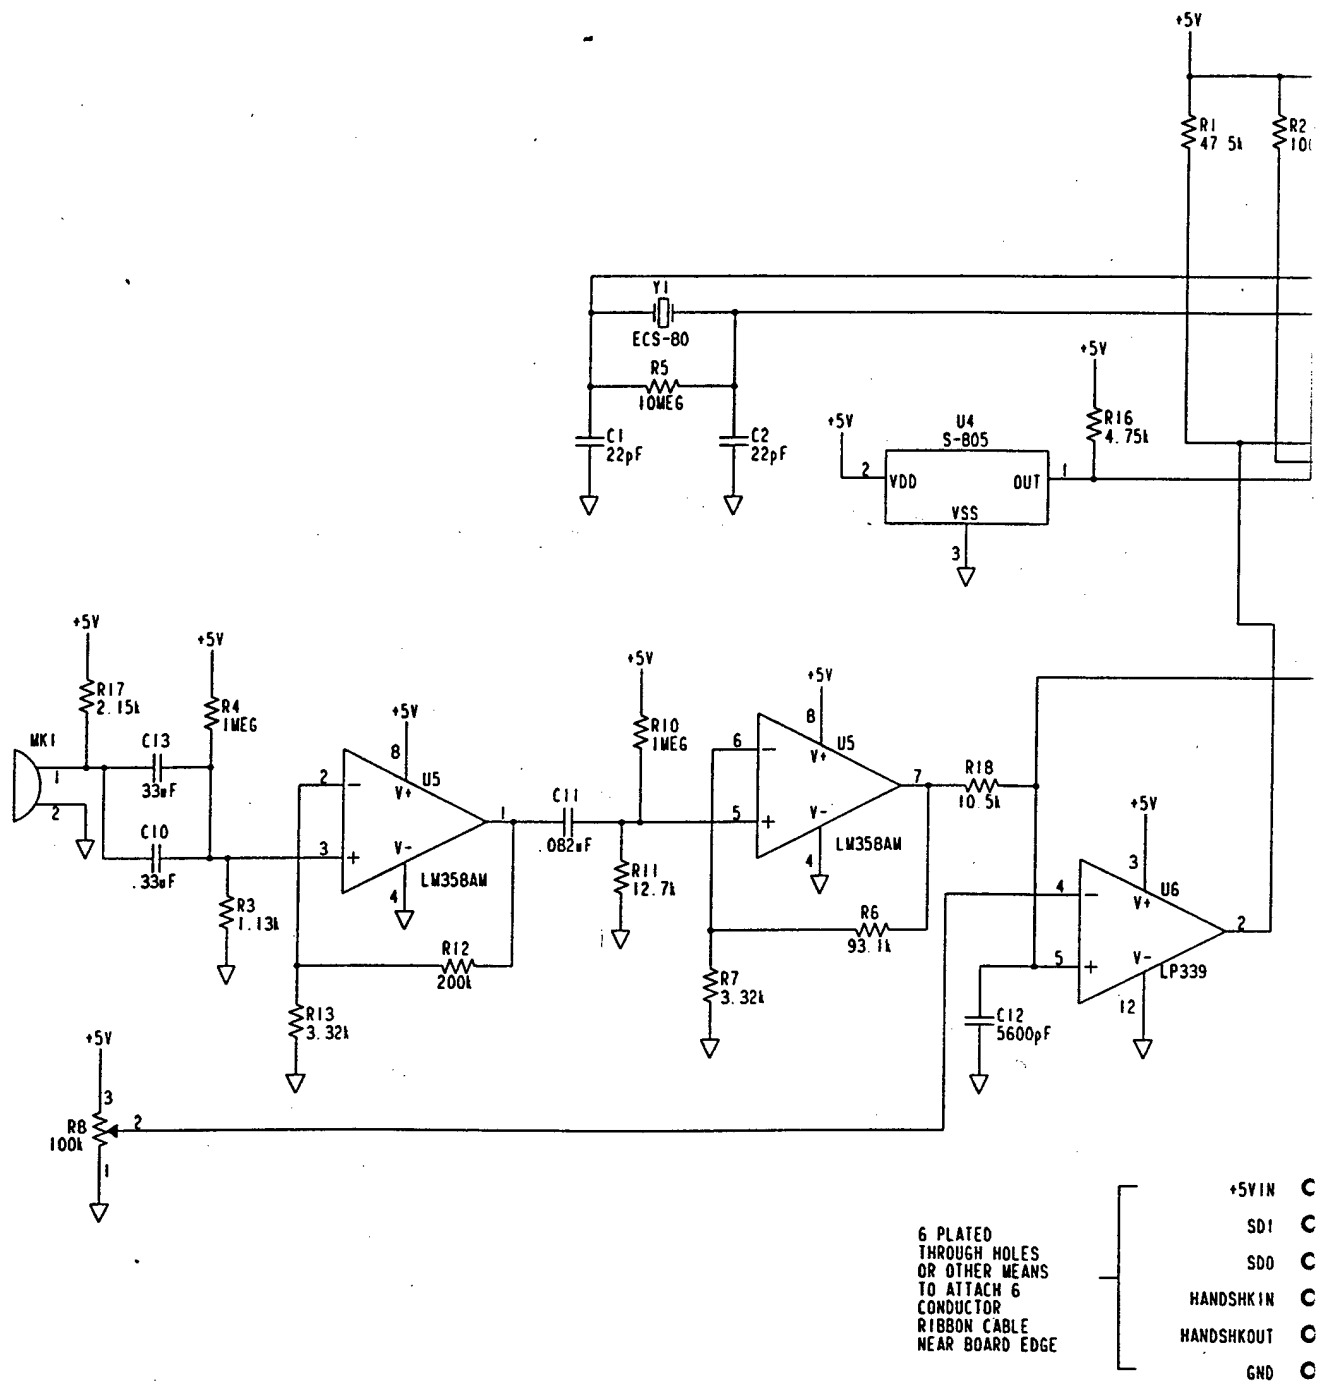 +5V
R1
47 5k
R2
Y1
ECS-80
R5
10MEG
C1
22pF
C2
22pF
+5V
U4
S-805
2
VDD
OUT
1
VSS
3
+5V
R16
4.75k
+5V
R17
2.15k
+5V
R4
1MEG
MK1
1
2
C13
.33uF
C10
.33uF
R3
1.13k
+5V
8
U5
2
V+
1
3
V-
4
LM358AM
R12
200k
R13
3.32k
C11
.082uF
+5V
R10
1MEG
R11
12.7k
+5V
8
U5
6
V+
7
5
V-
4
LM358AM
R6
93.1k
R7
3.32k
R18
10.5k
+5V
3
U6
4
V+
2
5
V-
LP339
12
C12
5600pF
+5V
3
R8
100k
2
1
6 PLATED
THROUGH HOLES
OR OTHER MEANS
TO ATTACH 6
CONDUCTOR
RIBBON CABLE
NEAR BOARD EDGE
+5VIN
SDI
SDO
HANDSHKIN
HANDSHKOUT
GND